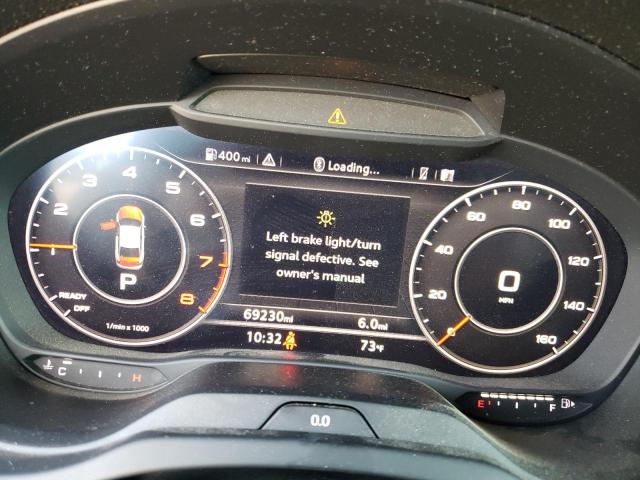 400 mi
Loading...
Left brake light/turn
signal defective. See
owner's manual
69230mi 6.0mi
10:32 73°F
1
2
3
4
5
6
7
8
P
READY
OFF
1/min x 1000
C H
0
MPH
0
20
40
60
80
100
120
140
160
E F
0.0